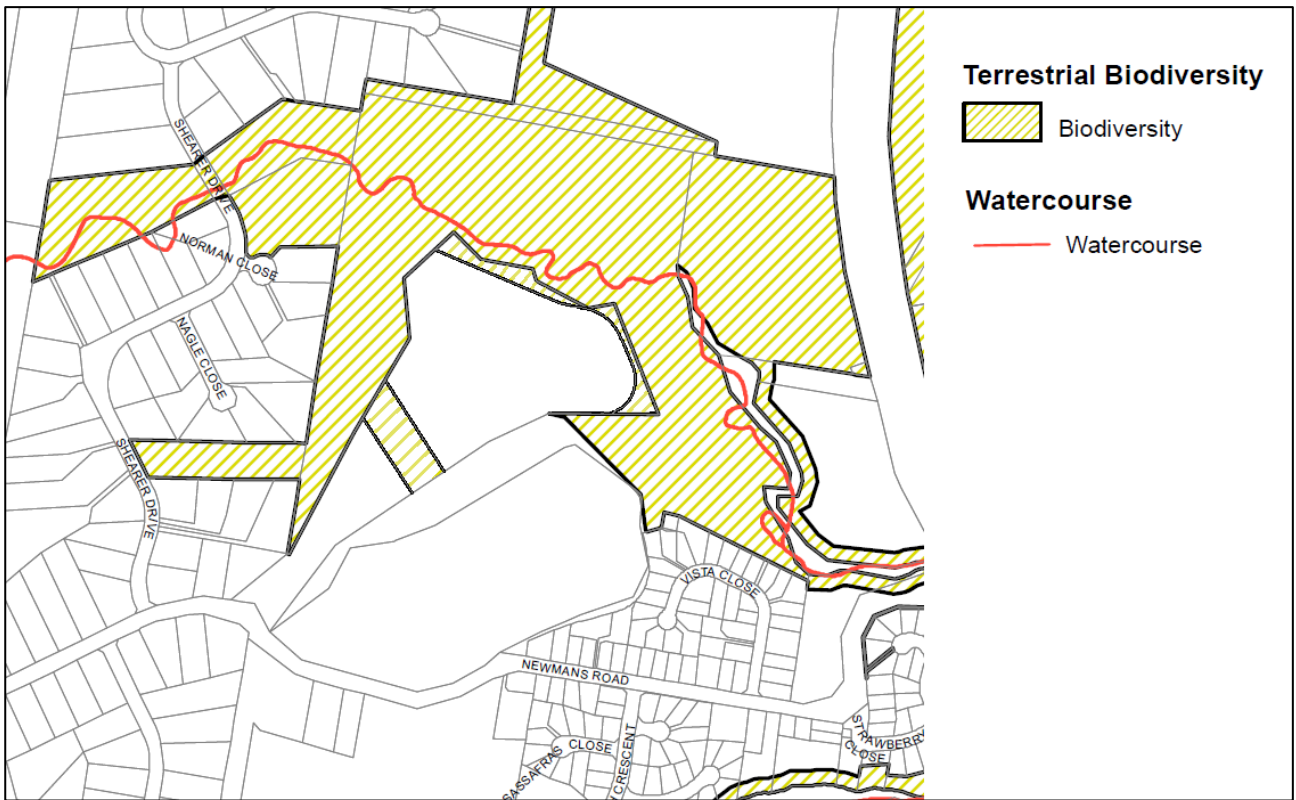 Terrestrial Biodiversity
Biodiversity
Watercourse
Watercourse
SHEARER DRIVE
NORMAN CLOSE
NAGLE CLOSE
SHEARER DRIVE
VISTA CLOSE
NEWMANS ROAD
SASSAFRAS CLOSE
CRESCENT
STRAWBERRY
CLOSE